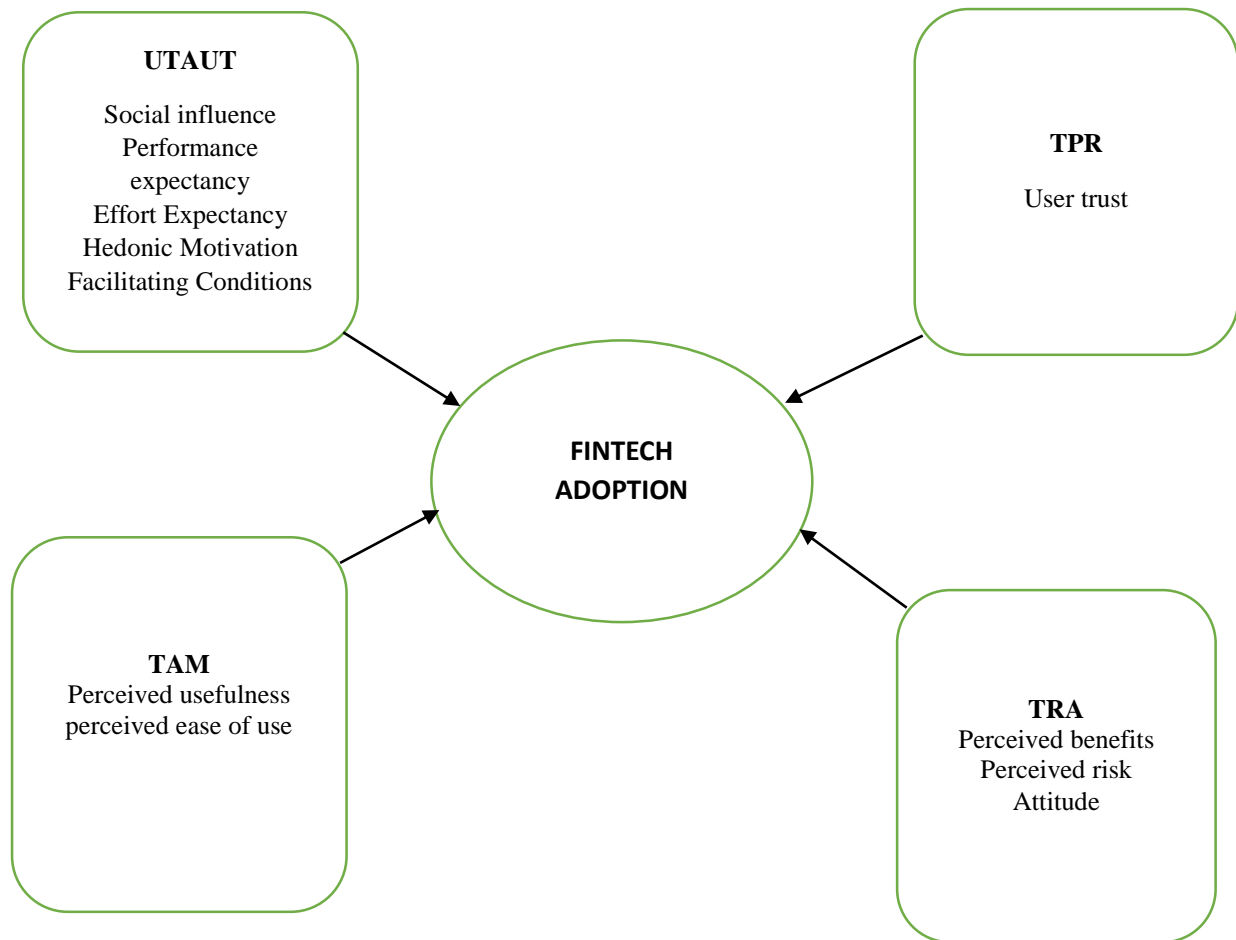 UTAUT
Social influence
Performance
expectancy
Effort Expectancy
Hedonic Motivation
Facilitating Conditions
TPR
User trust
FINTECH
ADOPTION
TAM
Perceived usefulness
perceived ease of use
TRA
Perceived benefits
Perceived risk
Attitude